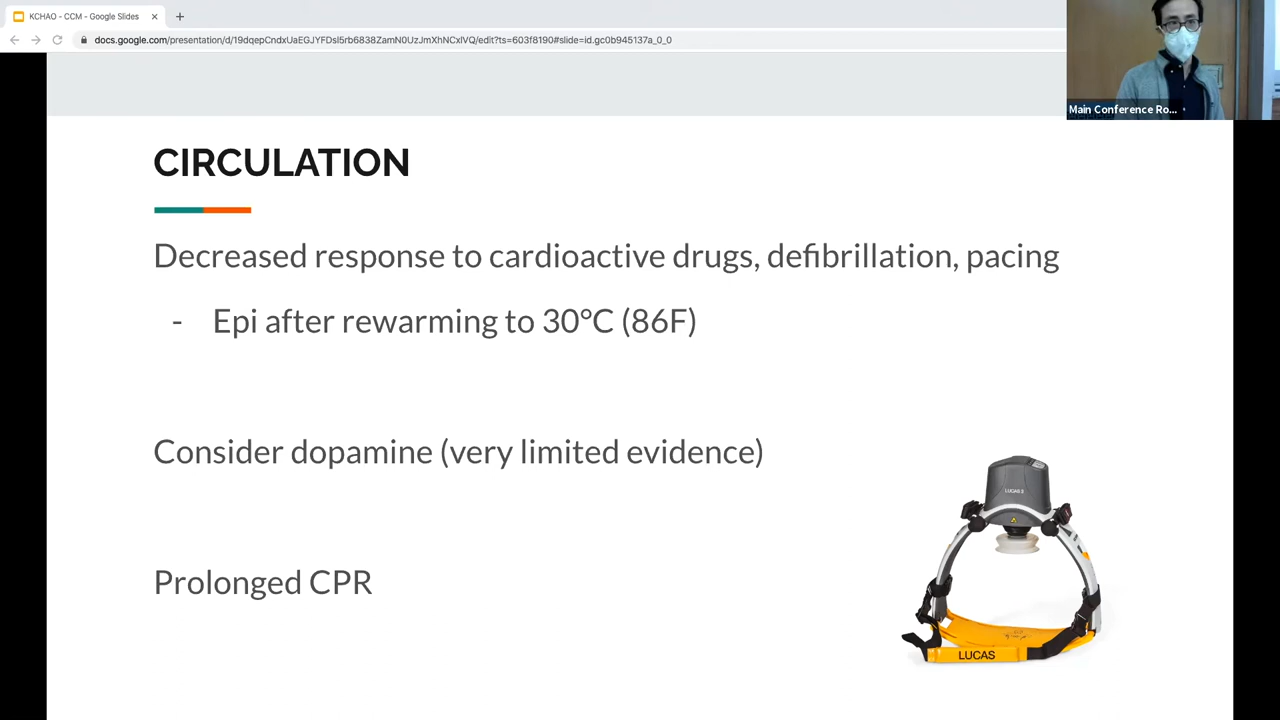 KCHAO - CCM - Google Slides
docs.google.com/presentation/d/19dqepCndxUaEGJYFDsl5rb6838ZamN0UzJmXhNCxlVQ/edit?ts=603f8190#slide=id.gc0b945137a_0_0
Main Conference Ro...
CIRCULATION
Decreased response to cardioactive drugs, defibrillation, pacing
- Epi after rewarming to 30°C (86F)
Consider dopamine (very limited evidence)
Prolonged CPR
LUCAS 3
LUCAS